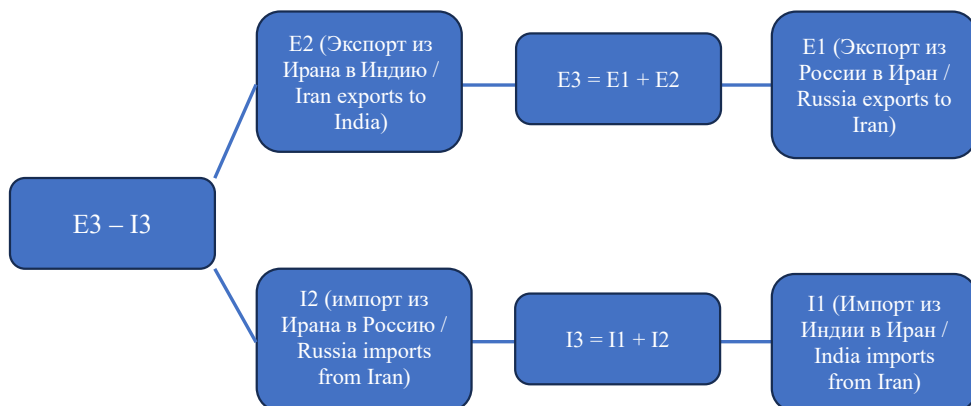 E2 (Экспорт из
Ирана в Индию /
Iran exports to
India)
E3 = E1 + E2
E1 (Экспорт из
России в Иран /
Russia exports to
Iran)
E3 – I3
I2 (импорт из
Ирана в Россию /
Russia imports
from Iran)
I3 = I1 + I2
I1 (Импорт из
Индии в Иран /
India imports
from Iran)